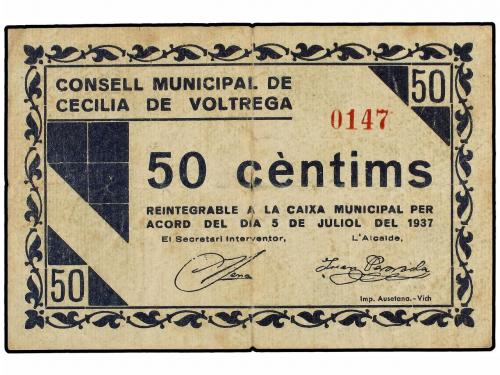 CONSELL MUNICIPAL DE
CECILIA DE VOLTREGA
50
0147
50 cèntims
REINTEGRABLE A LA CAIXA MUNICIPAL PER
ACORD DEL DIA 5 DE JULIOL DEL 1937
El Secretari Interventor,
L'Alcalde,
50
Imp. Ausetana.-Vich